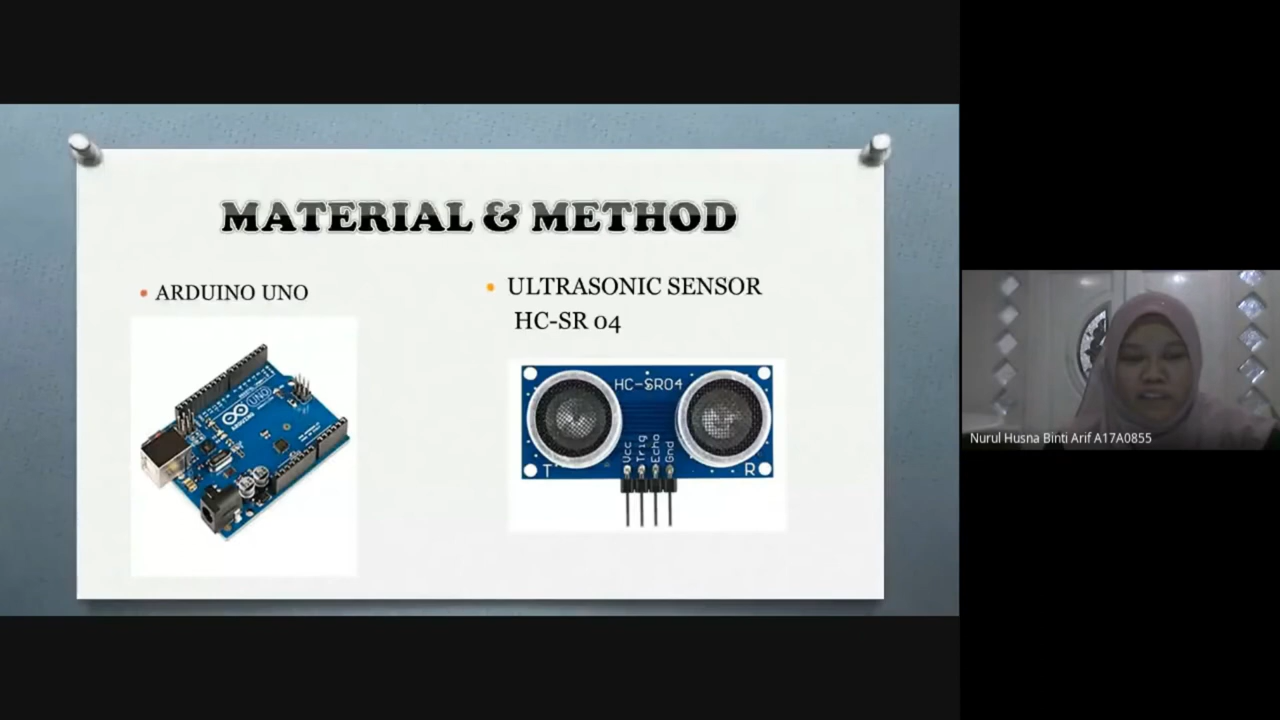 MATERIAL & METHOD
• ARDUINO UNO
• ULTRASONIC SENSOR
HC-SR 04
UNO
HC-SR04
Vcc
Trig
Echo
Gnd
T
R
Nurul Husna Binti Arif A17A0855